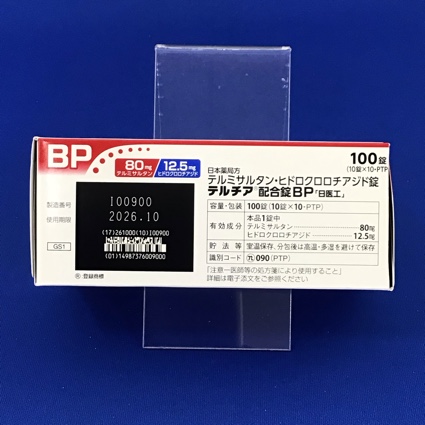 BP
80mg
テルミサルタン
12.5mg
ヒドロクロロチアジド
100錠
(10錠×10-PTP)
製造番号
I00900
使用期限
2026.10
(17)261000(10)I00900
GS1
(01)14987376009000
登録商標
日本薬局方
テルミサルタン・ヒドロクロロチアジド錠
テルチア®配合錠BP「日医工」
容量・包装 100錠(10錠×10-PTP)
有効成分 本品1錠中
テルミサルタン 80mg
ヒドロクロロチアジド 12.5mg
貯法等 室温保存、分包後は高温・多湿を避けて保存
識別コード 090(PTP)
「注意－医師等の処方箋により使用すること」
詳細は電子添文をご参照ください